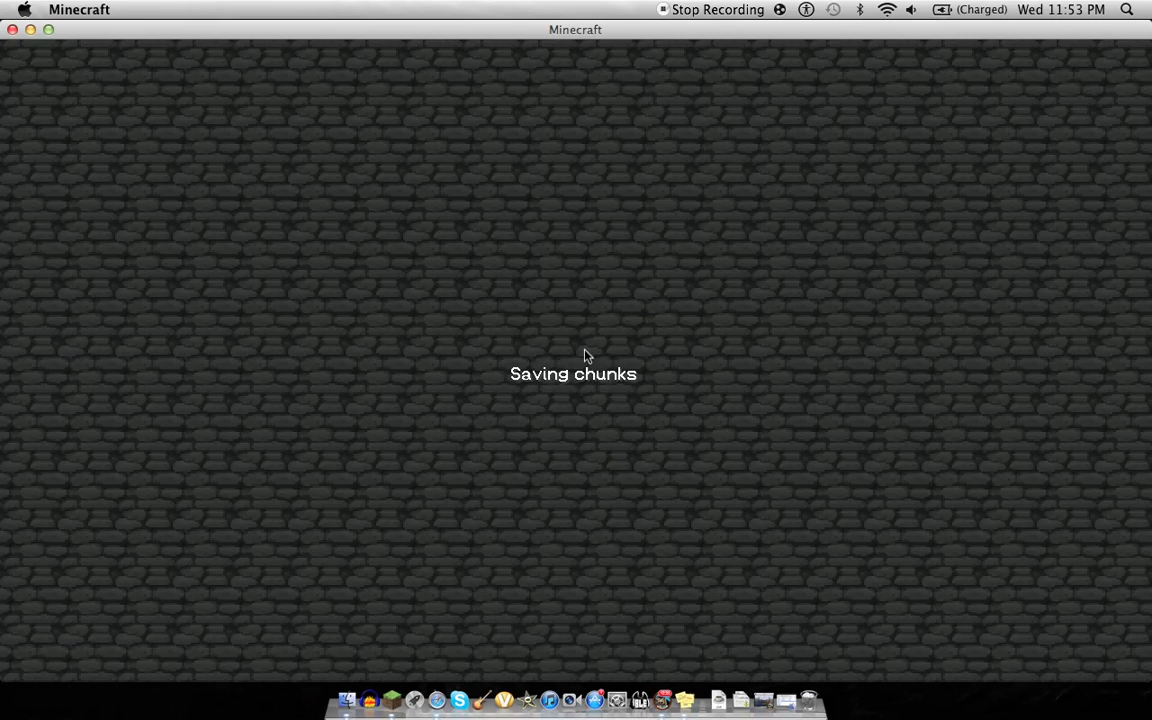 Minecraft
Stop Recording
(Charged)
Wed 11:53 PM
Minecraft
Saving chunks